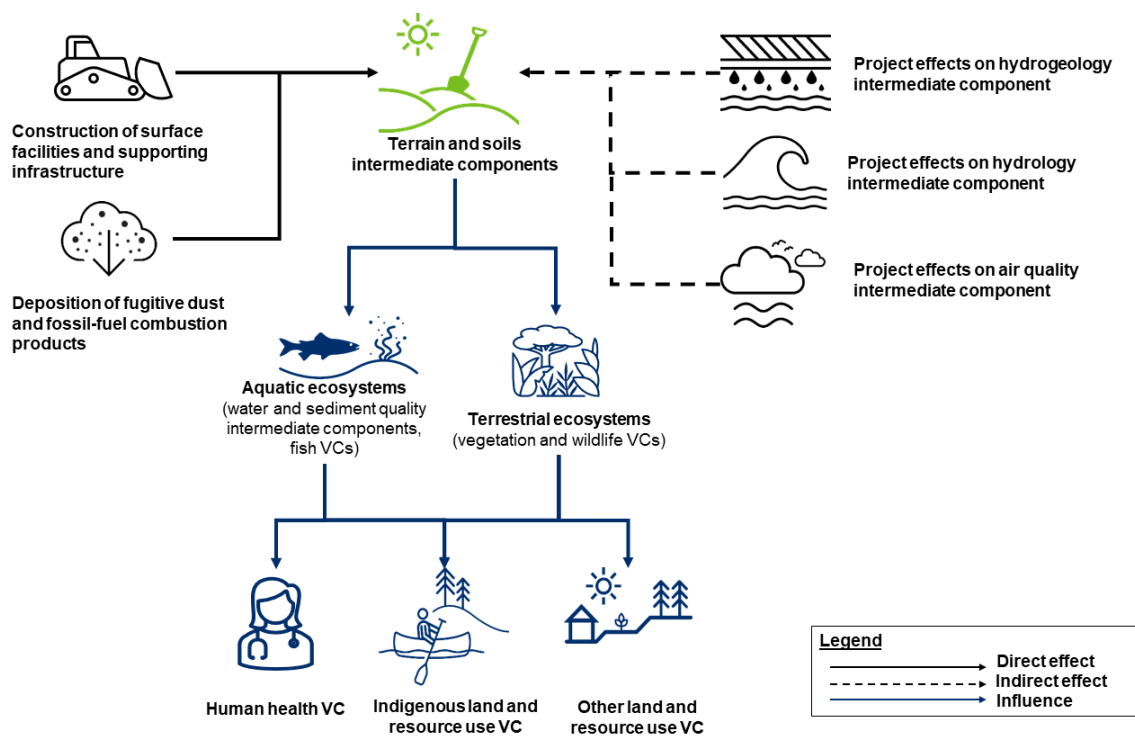 Construction of surface
facilities and supporting
infrastructure
Deposition of fugitive dust
and fossil-fuel combustion
products
Terrain and soils
intermediate components
Project effects on hydrogeology
intermediate component
Project effects on hydrology
intermediate component
Project effects on air quality
intermediate component
Aquatic ecosystems
(water and sediment quality
intermediate components,
fish VCs)
Terrestrial ecosystems
(vegetation and wildlife VCs)
Human health VC
Indigenous land and
resource use VC
Other land and
resource use VC
Legend
Direct effect
Indirect effect
Influence